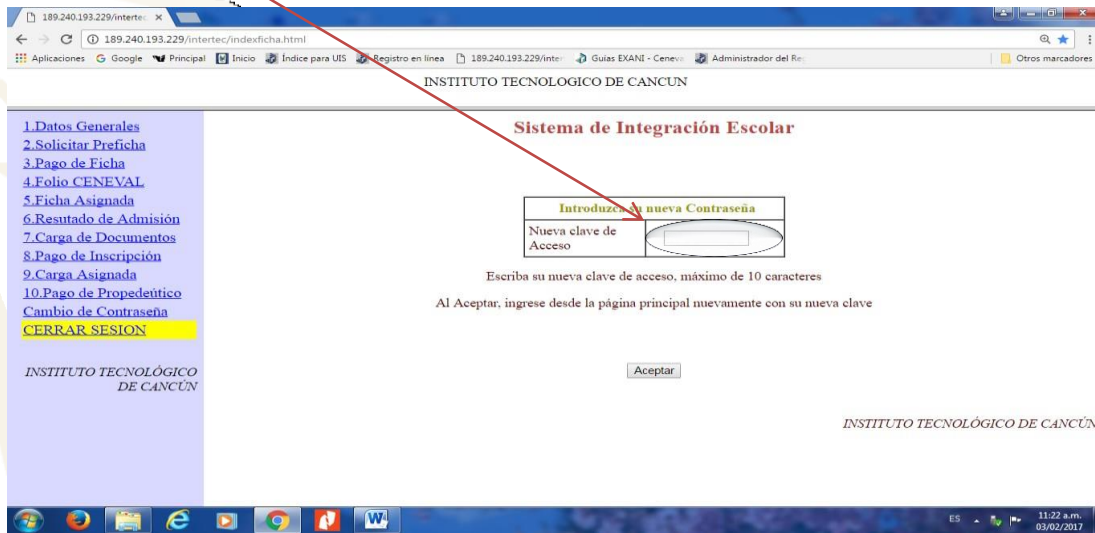 189.240.193.229/interte
189.240.193.229/intertec/indexficha.html
Aplicaciones Google Principal Inicio Índice para UIS Registro en línea 189.240.193.229/inter Guias EXANI - Ceneva Administrador del Re Otros marcadores
INSTITUTO TECNOLOGICO DE CANCUN
1.Datos Generales
2.Solicitar Preficha
3.Pago de Ficha
4.Folio CENEVAL
5.Ficha Asignada
6.Resutado de Admisión
7.Carga de Documentos
8.Pago de Inscripción
9.Carga Asignada
10.Pago de Propedeútico
Cambio de Contraseña
CERRAR SESION
INSTITUTO TECNOLÓGICO
DE CANCÚN
Sistema de Integración Escolar
Introduzca su nueva Contraseña
Nueva clave de
Acceso
Escriba su nueva clave de acceso, máximo de 10 caracteres
Al Aceptar, ingrese desde la página principal nuevamente con su nueva clave
Aceptar
INSTITUTO TECNOLÓGICO DE CANCÚN
ES
11:22 a.m.
03/02/2017